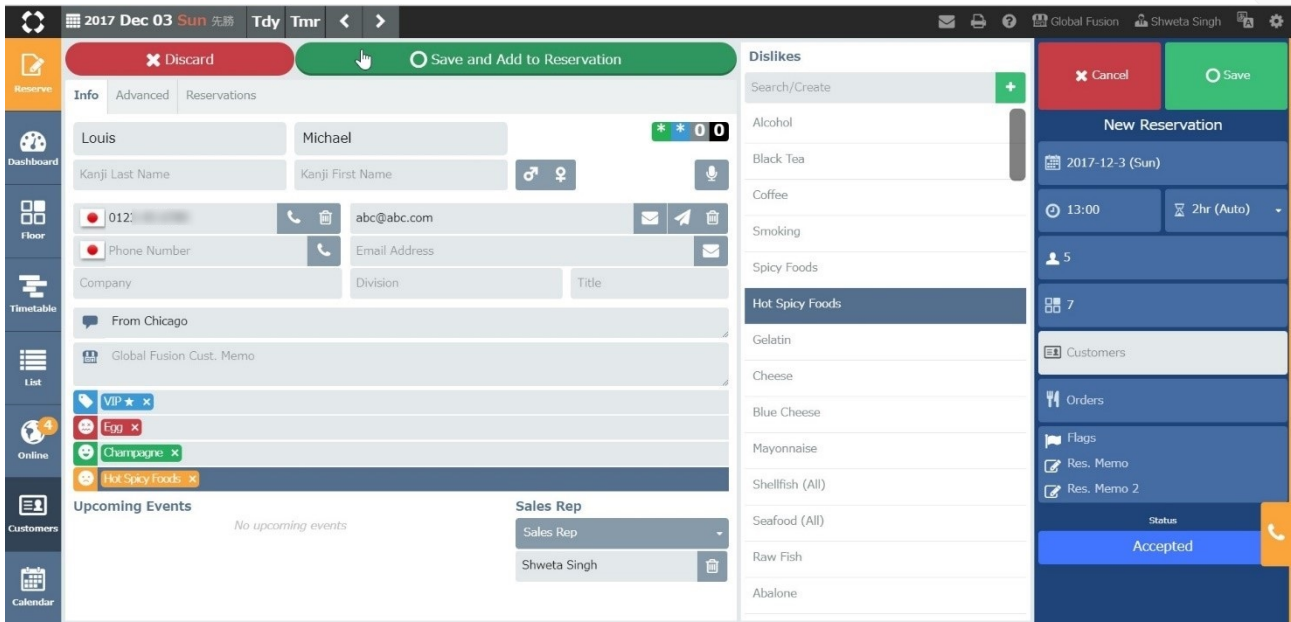 2017 Dec 03 Sun 先勝 Tdy Tmr
Global Fusion Shweta Singh
Reserve
Dashboard
Floor
Timetable
List
4
Online
Customers
Calendar
Discard
Save and Add to Reservation
Info Advanced Reservations
Louis Michael
* * 0 0
Kanji Last Name Kanji First Name
abc@abc.com
Phone Number Email Address
Company Division Title
From Chicago
Global Fusion Cust. Memo
VIP ★ ×
Egg ×
Champagne ×
Hot Spicy Foods ×
Upcoming Events
No upcoming events
Sales Rep
Sales Rep
Shweta Singh
Dislikes
Search/Create +
Alcohol
Black Tea
Coffee
Smoking
Spicy Foods
Hot Spicy Foods
Gelatin
Cheese
Blue Cheese
Mayonnaise
Shellfish (All)
Seafood (All)
Raw Fish
Abalone
Cancel Save
New Reservation
2017-12-3 (Sun)
13:00 2hr (Auto)
5
7
Customers
Orders
Flags
Res. Memo
Res. Memo 2
Status
Accepted